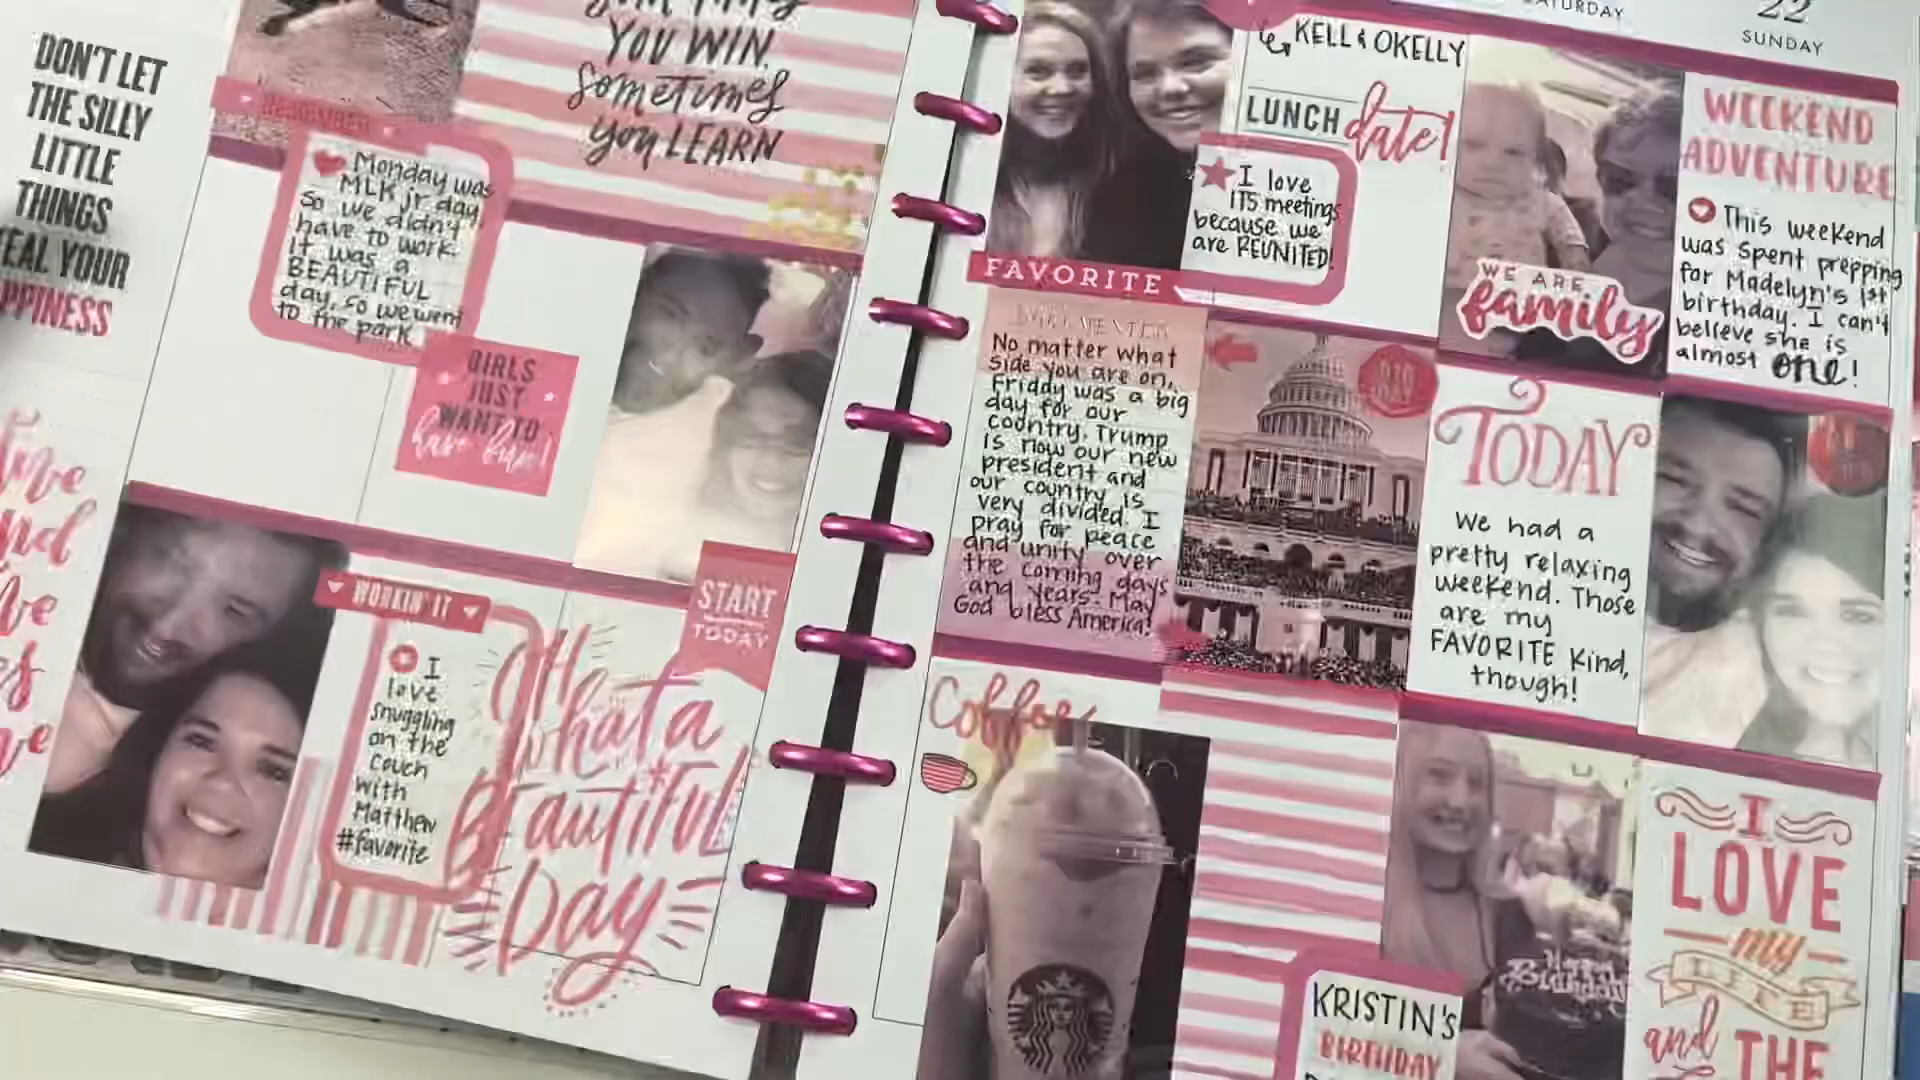 DON'T LET
THE SILLY
LITTLE
THINGS
YOUR
YOU WIN,
sometimes
you LEARN
Monday was
MLK jr day,
so we didn't
have to work.
it was a
BEAUTIFUL
day, so we went
to the park
GIRLS
JUST
WANT TO
have fun!
WORKIN' IT
I
love
snuggling
on the
couch
with
Matthew
#favorite
START
TODAY
Oh
what a
Beautiful
Day
KELL & OKELLY
LUNCH date!
I love
ITS meetings
because we
are REUNITED!
FAVORITE
No matter what
side you are on,
Friday was a big
day for our
country. Trump
is now our new
president and
our country is
very divided. I
pray for peace
and unity over
the coming days
and years. May
God bless America!
Coffee
SATURDAY
22
SUNDAY
WE ARE
family
WEEKEND
ADVENTURE
This weekend
was spent prepping
for Madelyn's 1st
birthday. I can't
believe she is
almost one!
TODAY
We had a
pretty relaxing
weekend. Those
are my
FAVORITE kind,
though!
Happy
Birthday
KRISTIN'S
BIRTHDAY
I
LOVE
my
LIFE
and THE